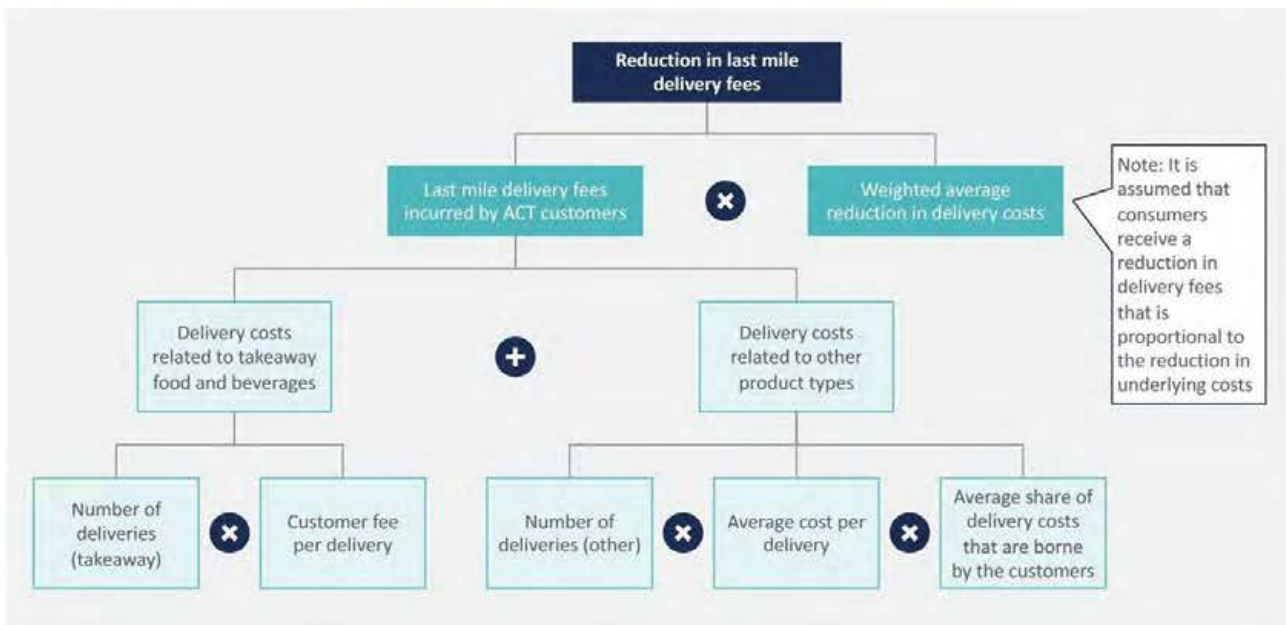 Reduction in last mile
delivery fees
Last mile delivery fees
incurred by ACT customers
Weighted average
reduction in delivery costs
Note: It is
assumed that
consumers
receive a
reduction in
delivery fees
that is
proportional to
the reduction in
underlying costs
Delivery costs
related to takeaway
food and beverages
Delivery costs
related to other
product types
Number of
deliveries
(takeaway)
Customer fee
per delivery
Number of
deliveries (other)
Average cost per
delivery
Average share of
delivery costs
that are borne
by the customers